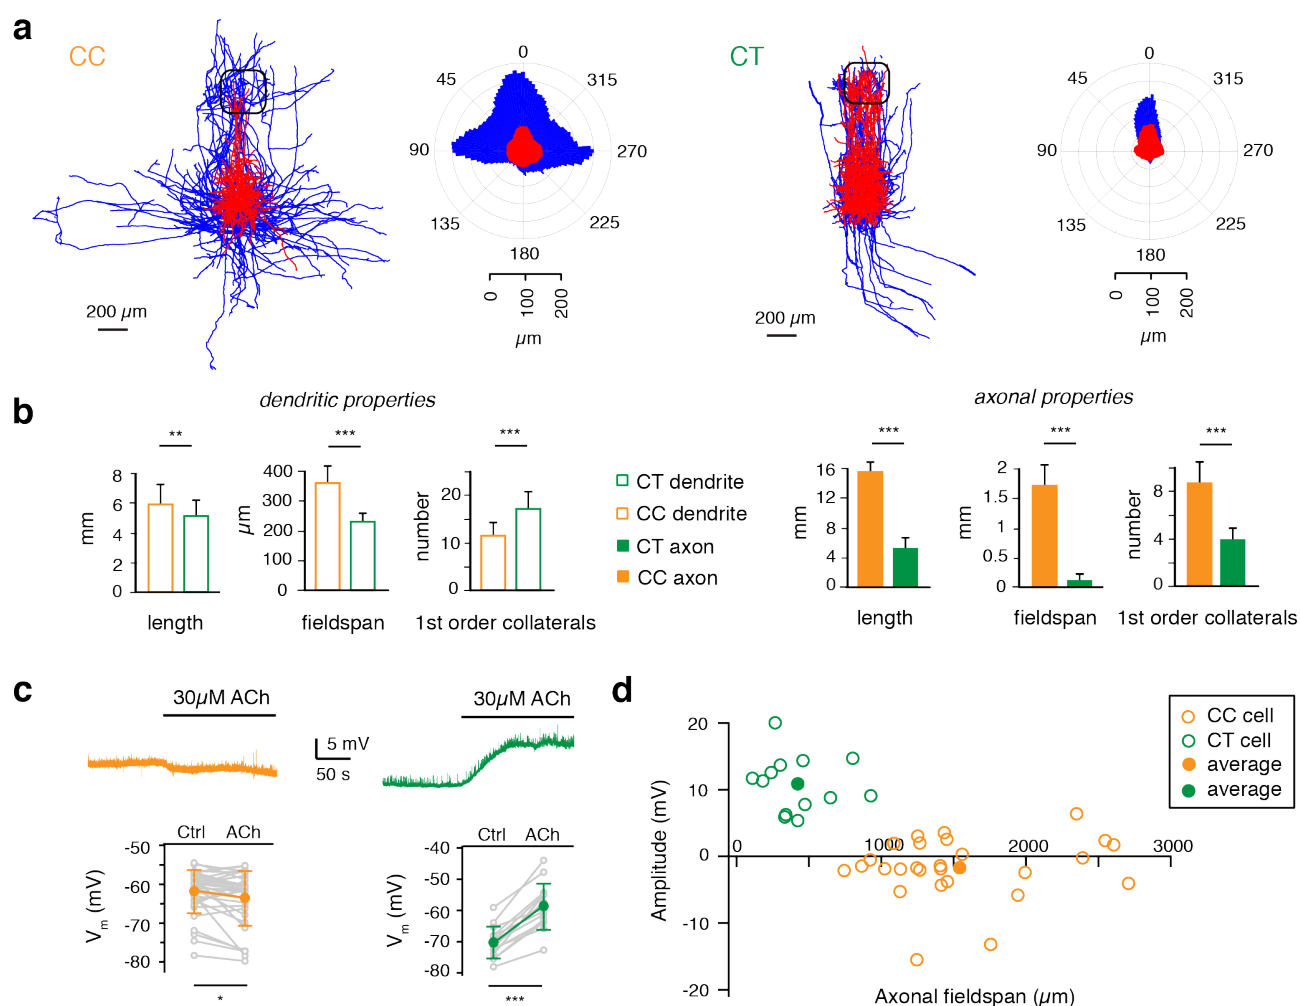 a
CC
0
45
315
90
270
135
225
180
0
100
200
µm
200 µm
CT
0
45
315
90
270
135
225
180
0
100
200
µm
200 µm
b
dendritic properties
axonal properties
**
***
***
***
***
***
8
6
4
2
0
mm
length
400
300
200
100
0
µm
fieldspan
20
10
0
number
1st order collaterals
CT dendrite
CC dendrite
CT axon
CC axon
16
12
8
4
0
mm
length
2
1.5
1
0.5
0
mm
fieldspan
8
4
0
number
1st order collaterals
c
30µM ACh
5 mV
50 s
30µM ACh
Ctrl ACh
-50
-60
-70
-80
Vm (mV)
*
Ctrl ACh
-40
-50
-60
-70
-80
Vm (mV)
***
d
CC cell
CT cell
average
average
20
10
0
-10
-20
Amplitude (mV)
0 1000 2000 3000
Axonal fieldspan (µm)